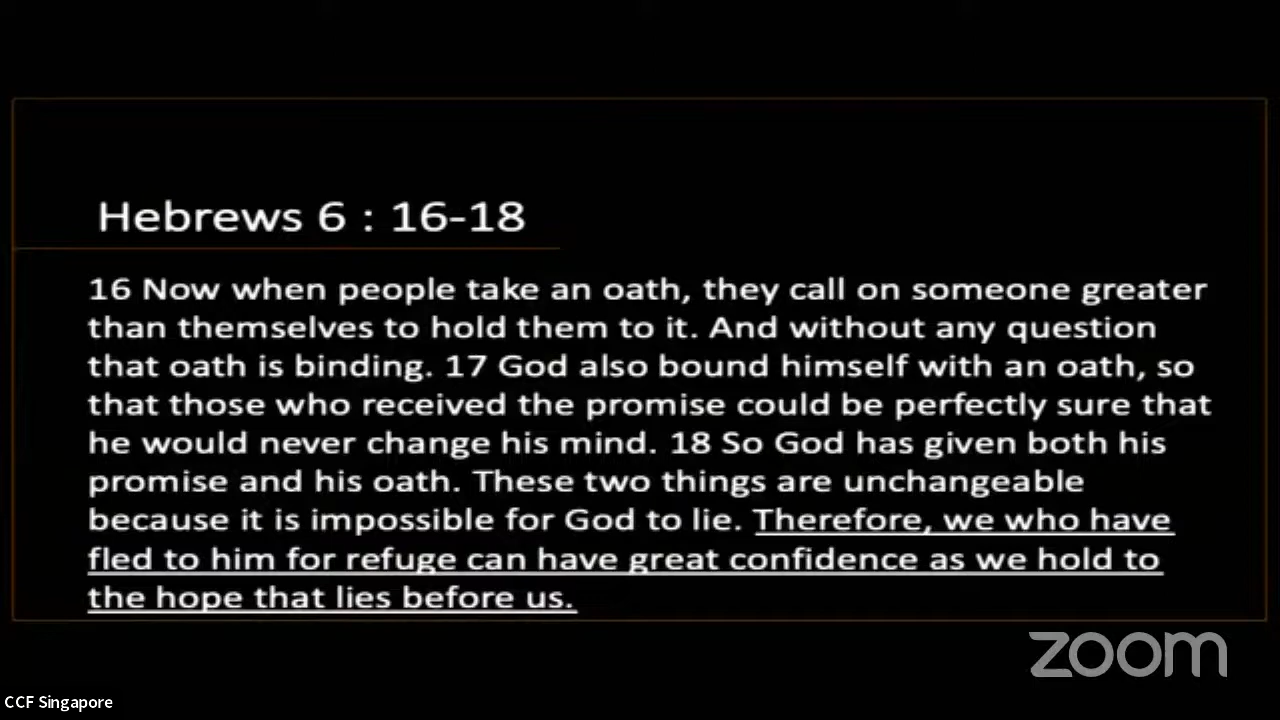 Hebrews 6 : 16-18
16 Now when people take an oath, they call on someone greater
than themselves to hold them to it. And without any question
that oath is binding. 17 God also bound himself with an oath, so
that those who received the promise could be perfectly sure that
he would never change his mind. 18 So God has given both his
promise and his oath. These two things are unchangeable
because it is impossible for God to lie. Therefore, we who have
fled to him for refuge can have great confidence as we hold to
the hope that lies before us.
zoom
CCF Singapore